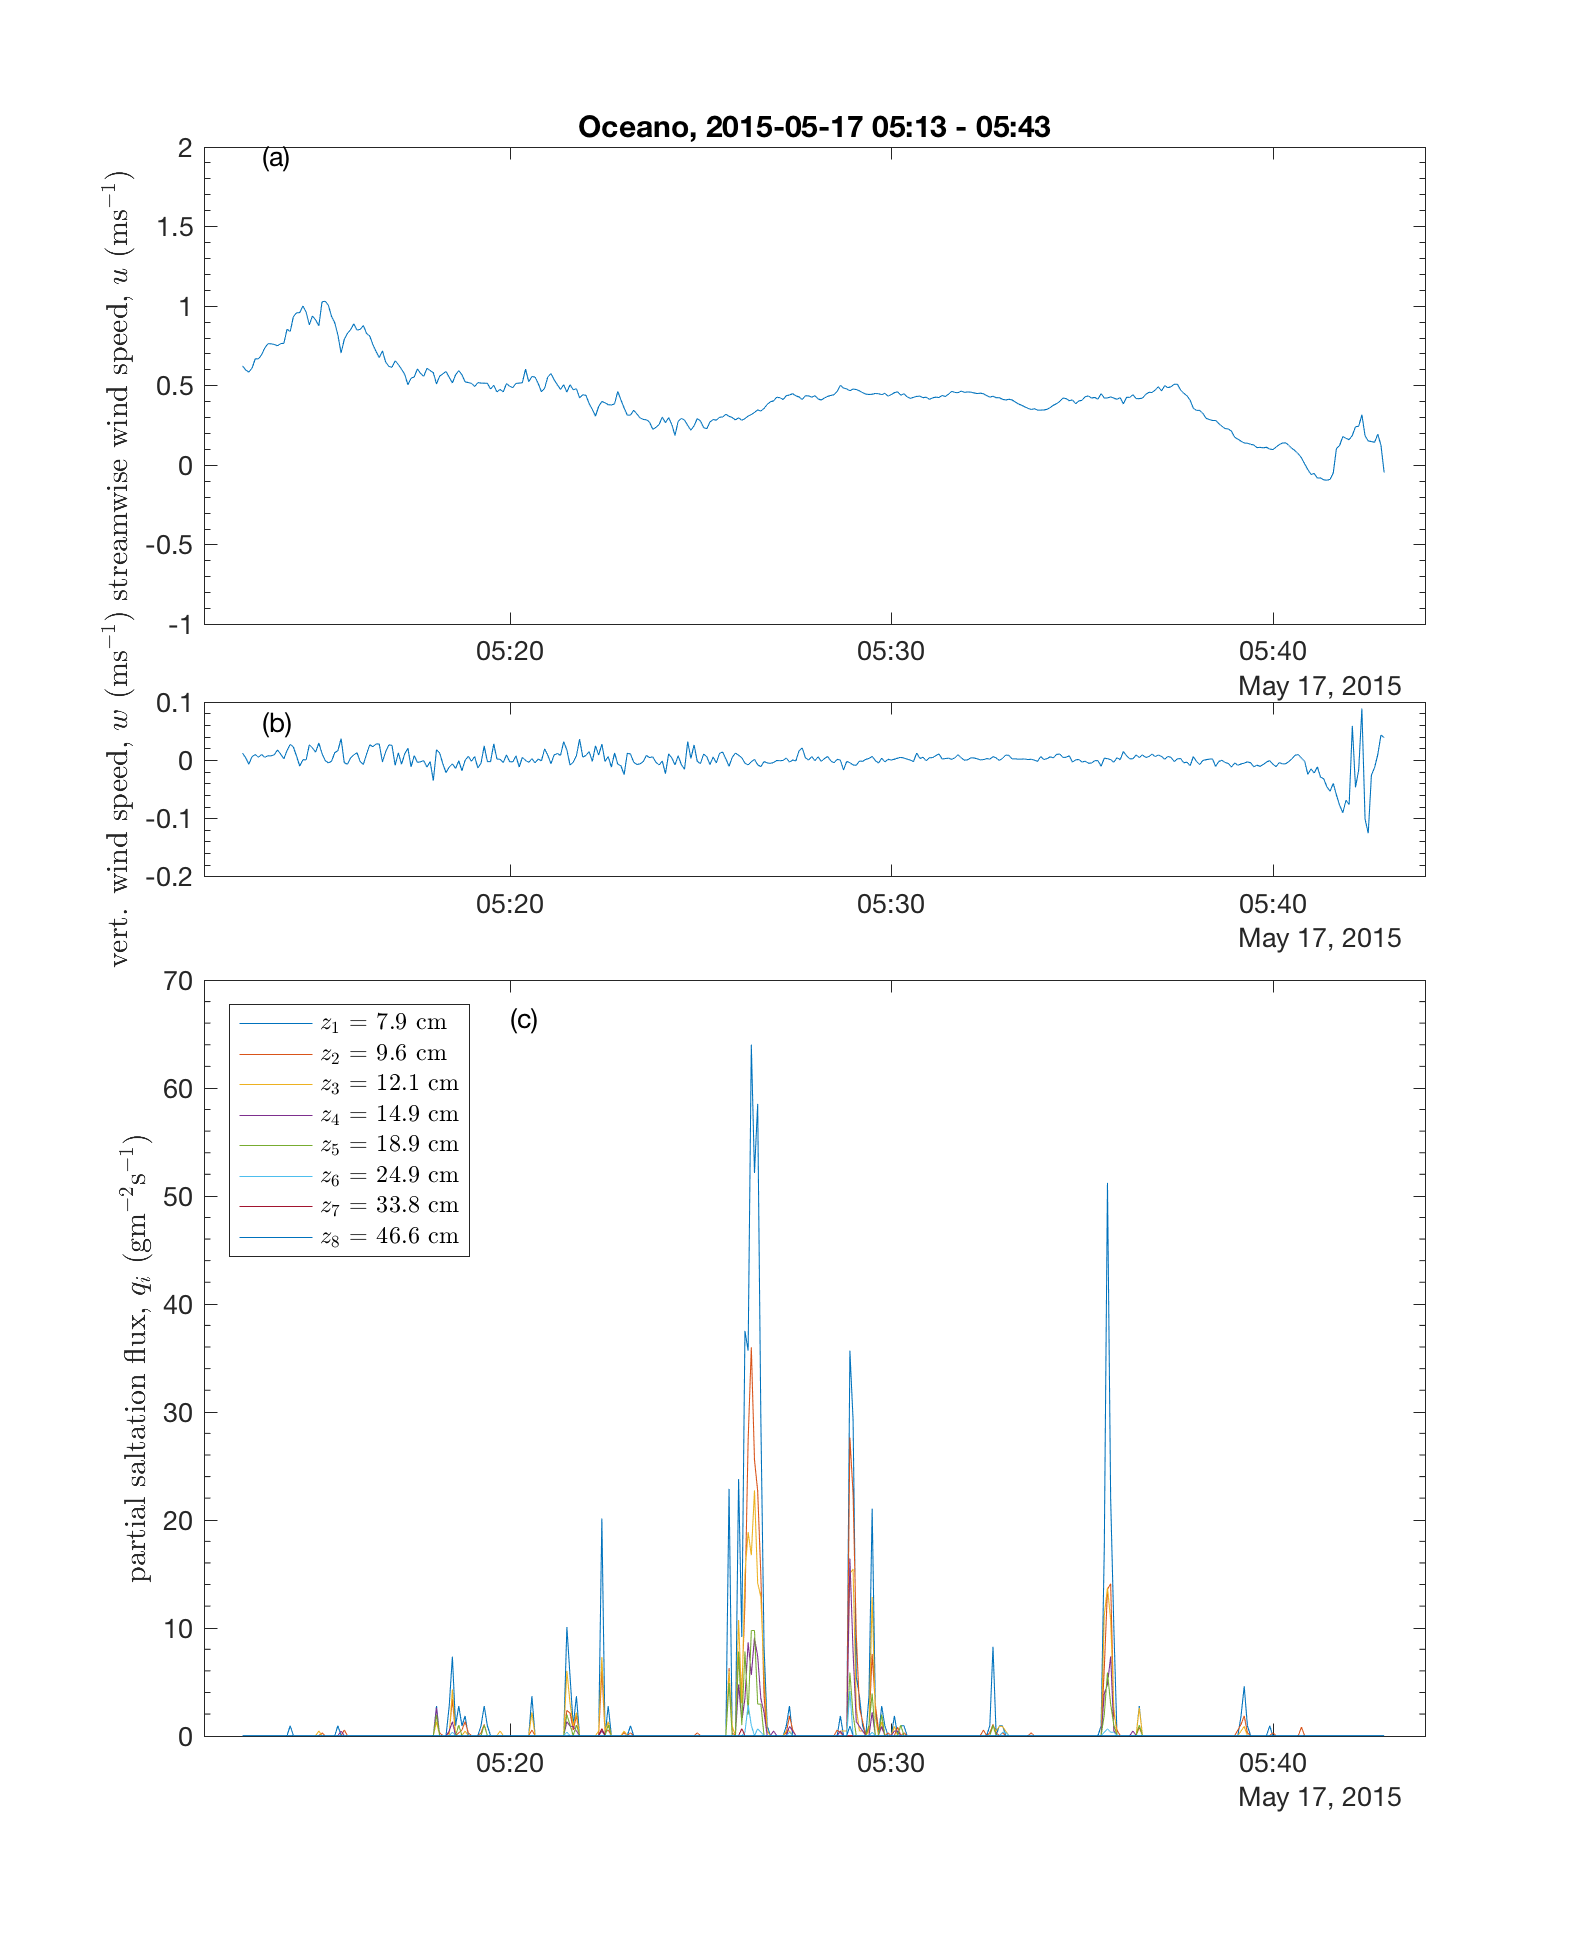 Oceano, 2015-05-17 05:13 - 05:43
(a)
streamwise wind speed, u (ms⁻¹)
2
1.5
1
0.5
0
-0.5
-1
05:20 05:30 05:40
May 17, 2015
(b)
vert. wind speed, w (ms⁻¹)
0.1
0
-0.1
-0.2
05:20 05:30 05:40
May 17, 2015
(c)
partial saltation flux, qᵢ (gm⁻²s⁻¹)
70
60
50
40
30
20
10
0
z₁ = 7.9 cm
z₂ = 9.6 cm
z₃ = 12.1 cm
z₄ = 14.9 cm
z₅ = 18.9 cm
z₆ = 24.9 cm
z₇ = 33.8 cm
z₈ = 46.6 cm
05:20 05:30 05:40
May 17, 2015